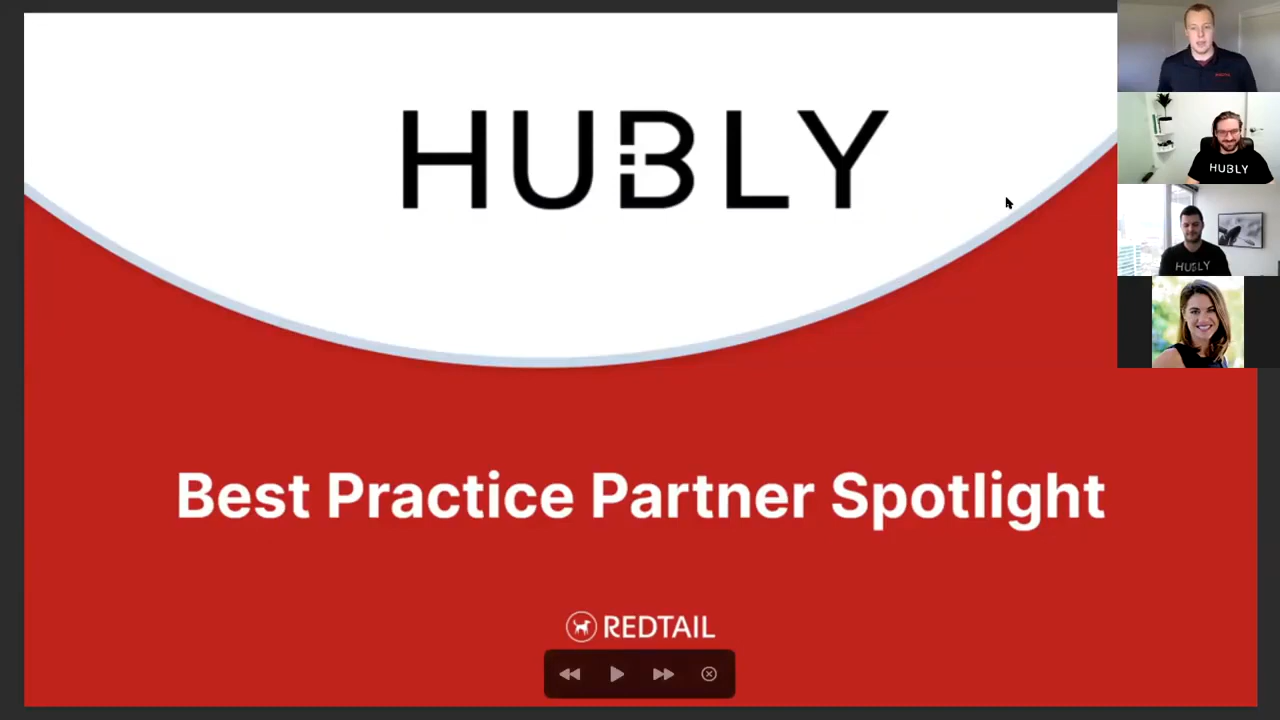 HUBLY
HUBLY
HUBLY
Best Practice Partner Spotlight
REDTAIL